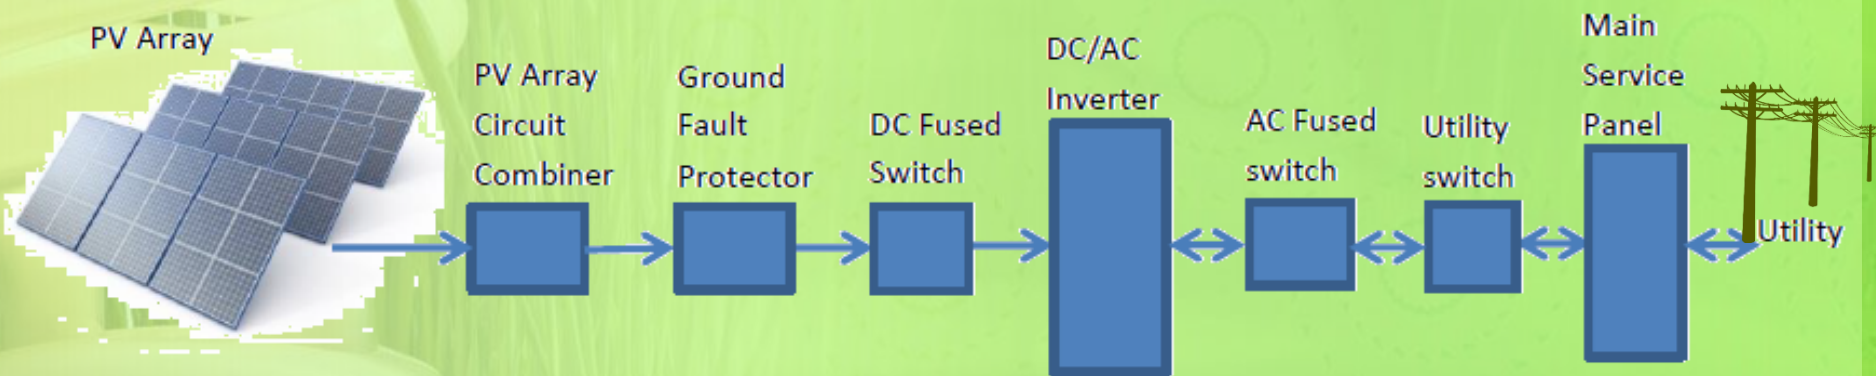 PV Array
PV Array
Circuit
Combiner
Ground
Fault
Protector
DC Fused
Switch
DC/AC
Inverter
AC Fused
switch
Utility
switch
Main
Service
Panel
Utility